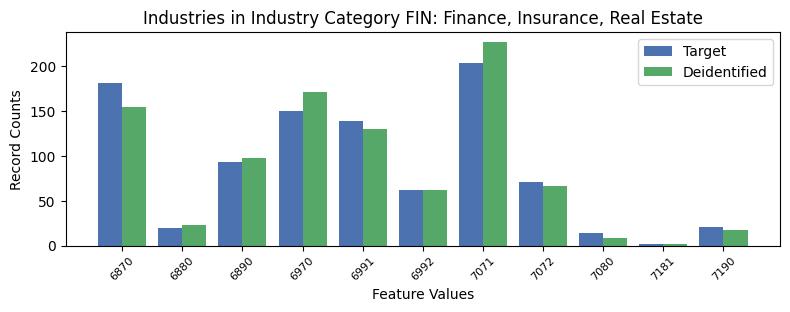 Industries in Industry Category FIN: Finance, Insurance, Real Estate
Target
Deidentified
Record Counts
200
150
100
50
0
6870 6880 6890 6970 6991 6992 7071 7072 7080 7181 7190
Feature Values